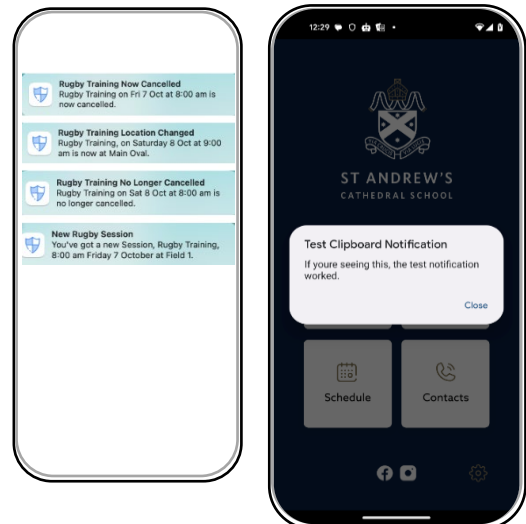 Rugby Training Now Cancelled
Rugby Training on Fri 7 Oct at 8:00 am is
now cancelled.
Rugby Training Location Changed
Rugby Training, on Saturday 8 Oct at 9:00
am is now at Main Oval.
Rugby Training No Longer Cancelled
Rugby Training on Sat 8 Oct at 8:00 am is
no longer cancelled.
New Rugby Session
You've got a new Session, Rugby Training,
8:00 am Friday 7 October at Field 1.
12:29
ST ANDREW'S
CATHEDRAL SCHOOL
Test Clipboard Notification
If youre seeing this, the test notification
worked.
Close
Schedule
Contacts